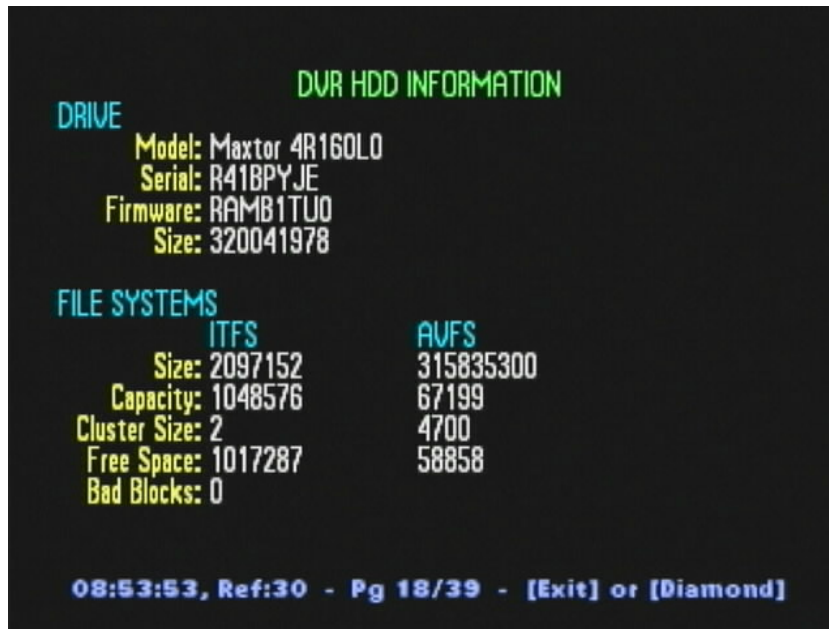 DVR HDD INFORMATION
DRIVE
Model: Maxtor 4R160L0
Serial: R41BPYJE
Firmware: RAMB1TU0
Size: 320041978
FILE SYSTEMS
ITFS AVFS
Size: 2097152 315835300
Capacity: 1048576 67199
Cluster Size: 2 4700
Free Space: 1017287 58858
Bad Blocks: 0
08:53:53, Ref:30 - Pg 18/39 - [Exit] or [Diamond]